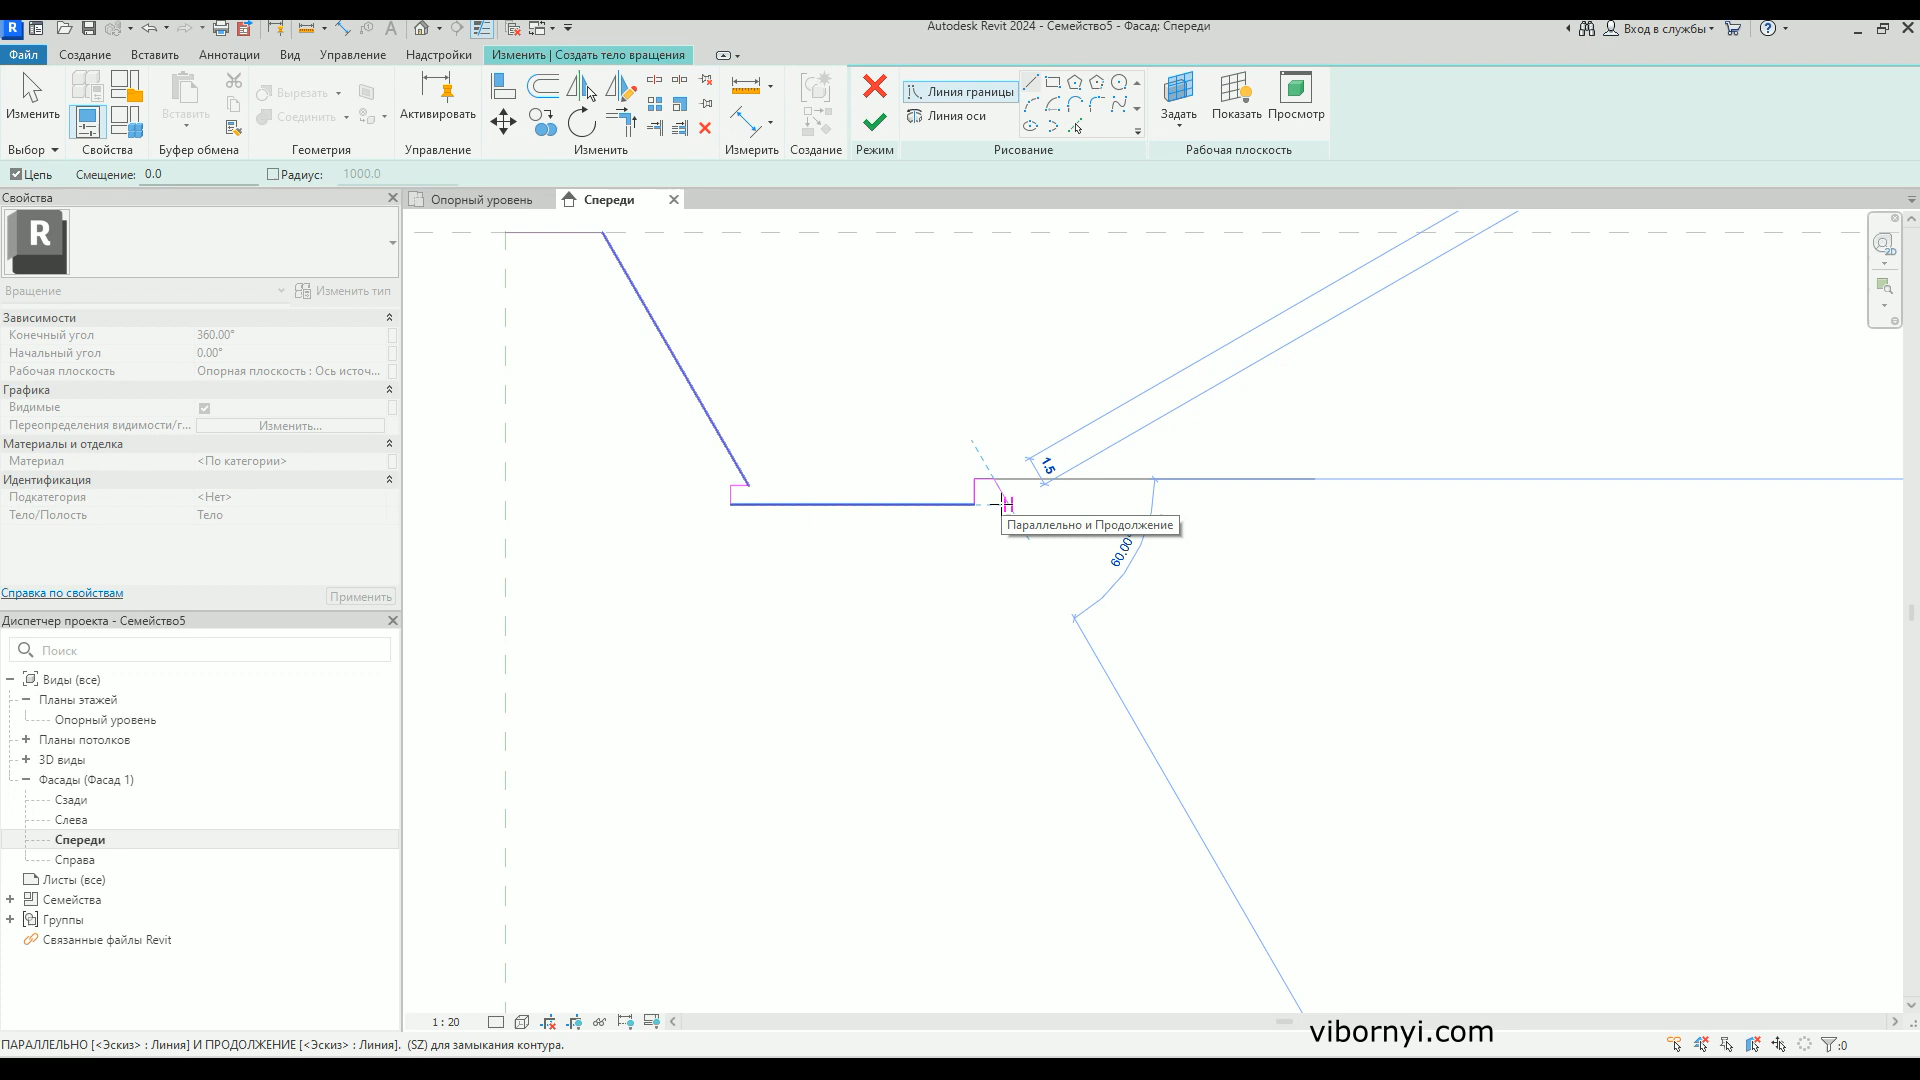 Autodesk Revit 2024 - Семейство5 - Фасад: Спереди
Вход в службы
Файл Создание Вставить Аннотации Вид Управление Надстройки Изменить | Создать тело вращения
Изменить Вставить Вырезать Соединить Активировать Линия границы Линия оси Задать Показать Просмотр
Выбор Свойства Буфер обмена Геометрия Управление Изменить Измерить Создание Режим Рисование Рабочая плоскость
Цепь Смещение: 0.0 Радиус: 1000.0
Свойства
Опорный уровень Спереди
R
Вращение Изменить тип
Зависимости
Конечный угол 360.00°
Начальный угол 0.00°
Рабочая плоскость Опорная плоскость : Ось источ...
Графика
Видимые
Переопределения видимости/г... Изменить...
Материалы и отделка
Материал <По категории>
Идентификация
Подкатегория <Нет>
Тело/Полость Тело
Справка по свойствам Применить
Диспетчер проекта - Семейство5
Поиск
Виды (все)
Планы этажей
Опорный уровень
Планы потолков
3D виды
Фасады (Фасад 1)
Сзади
Слева
Спереди
Справа
Листы (все)
Семейства
Группы
Связанные файлы Revit
1.5
Параллельно и Продолжение
60.00°
2D
1 : 20
vibornyi.com
ПАРАЛЛЕЛЬНО [<Эскиз> : Линия] И ПРОДОЛЖЕНИЕ [<Эскиз> : Линия]. (SZ) для замыкания контура.
:0